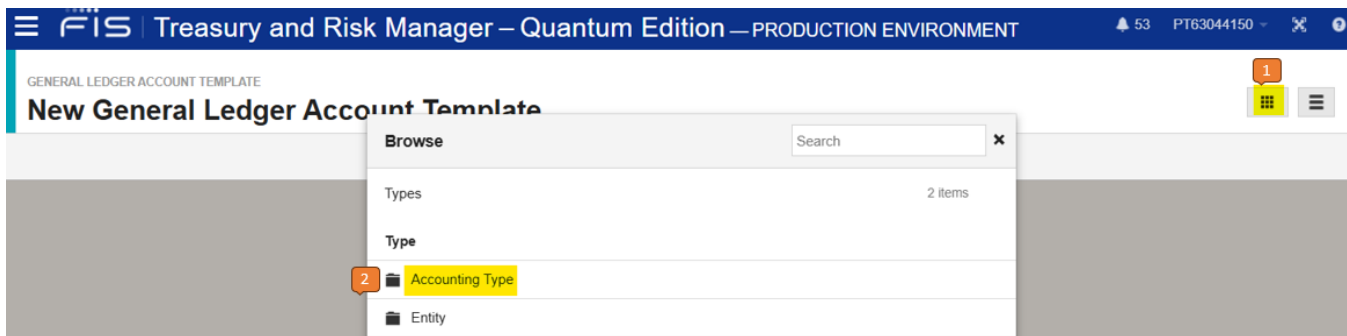 FIS Treasury and Risk Manager – Quantum Edition — PRODUCTION ENVIRONMENT 53 PT63044150 ?
1
GENERAL LEDGER ACCOUNT TEMPLATE
New General Ledger Account Template
Browse Search
Types 2 items
Type
2 Accounting Type
Entity